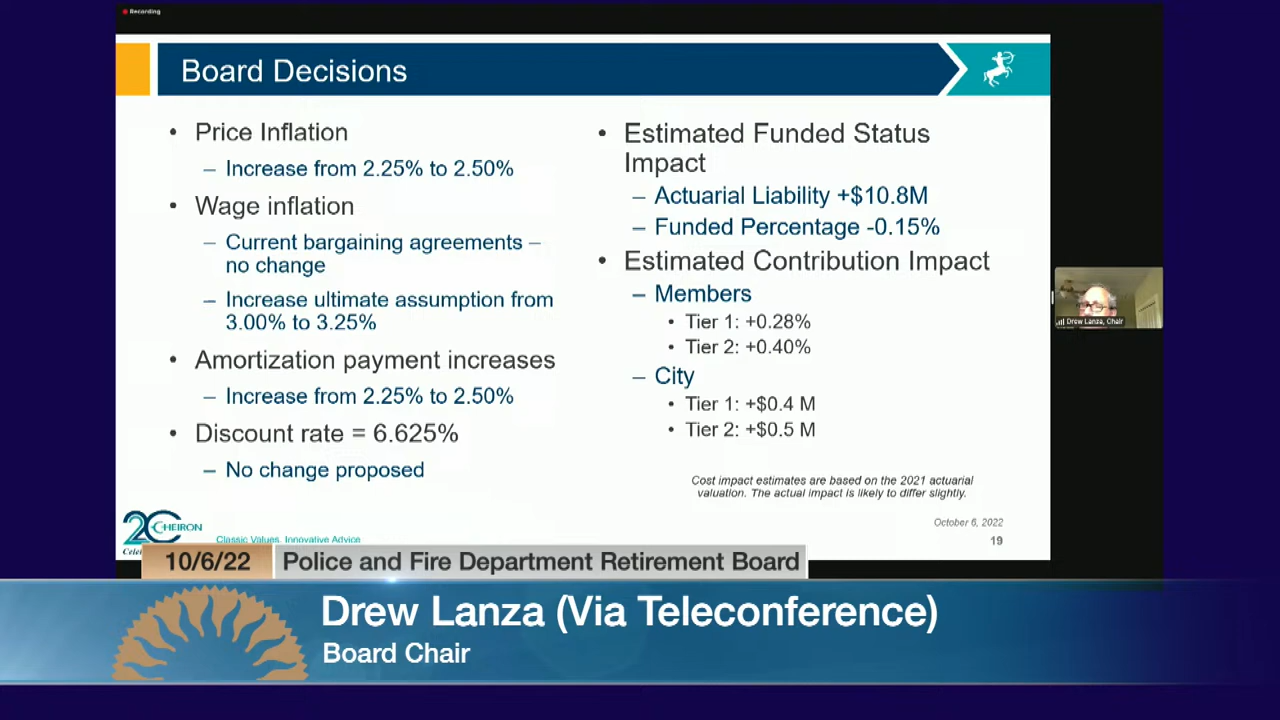 Recording
Board Decisions
• Price Inflation
– Increase from 2.25% to 2.50%
• Wage inflation
– Current bargaining agreements –
no change
– Increase ultimate assumption from
3.00% to 3.25%
• Amortization payment increases
– Increase from 2.25% to 2.50%
• Discount rate = 6.625%
– No change proposed
• Estimated Funded Status
Impact
– Actuarial Liability +$10.8M
– Funded Percentage -0.15%
• Estimated Contribution Impact
– Members
• Tier 1: +0.28%
• Tier 2: +0.40%
– City
• Tier 1: +$0.4 M
• Tier 2: +$0.5 M
Cost impact estimates are based on the 2021 actuarial
valuation. The actual impact is likely to differ slightly.
Drew Lanza, Chair
October 6, 2022
19
CHEIRON
Classic Values, Innovative Advice
10/6/22
Police and Fire Department Retirement Board
Drew Lanza (Via Teleconference)
Board Chair